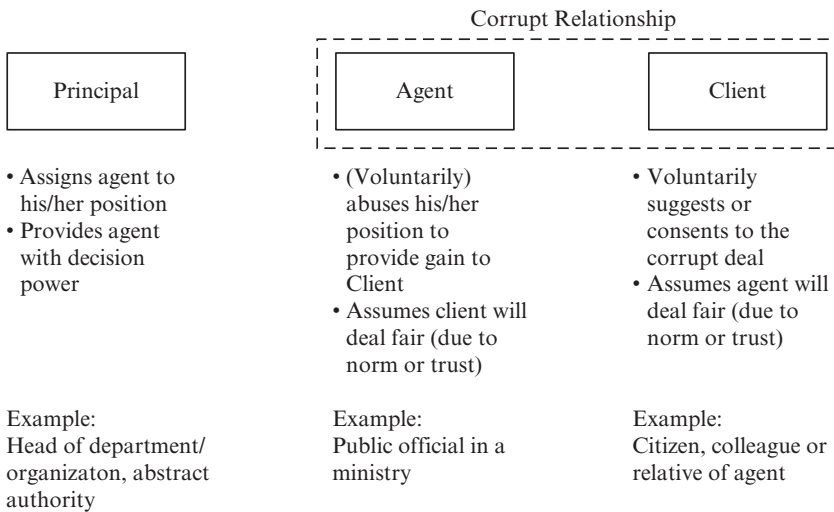 Corrupt Relationship
Principal
Agent
Client
• Assigns agent to
his/her position
• Provides agent
with decision
power
• (Voluntarily)
abuses his/her
position to
provide gain to
Client
• Assumes client will
deal fair (due to
norm or trust)
• Voluntarily
suggests or
consents to the
corrupt deal
• Assumes agent will
deal fair (due to
norm or trust)
Example:
Head of department/
organizaton, abstract
authority
Example:
Public official in a
ministry
Example:
Citizen, colleague or
relative of agent